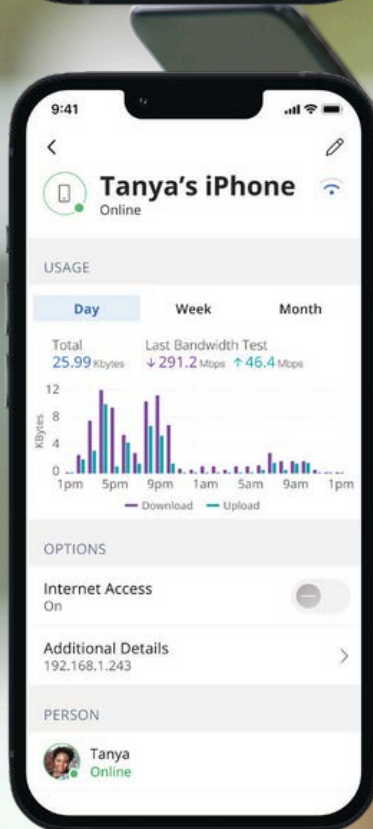 9:41
Tanya's iPhone
Online
USAGE
Day Week Month
Total Last Bandwidth Test
25.99 Kbytes ↓291.2 Mbps ↑46.4 Mbps
12
8
4
0
KBytes
1pm 5pm 9pm 1am 5am 9am 1pm
Download Upload
OPTIONS
Internet Access
On
Additional Details
192.168.1.243
PERSON
Tanya
Online